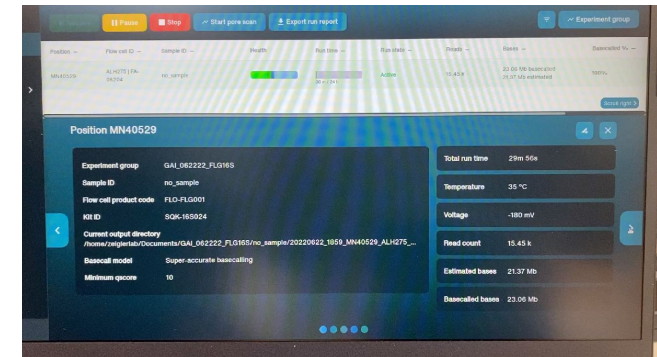 Pause
Stop
Start pore scan
Export run report
Experiment group
Position
Flow cell ID
Sample ID
Health
Run time
Run state
Reads
Bases
Basecalled %
MN40529
no_sample
Active
15.45 k
23.06 Mb basecalled
21.37 Mb estimated
100%
Scroll right
Position MN40529
Experiment group GAI_062222_FLG16S
Sample ID no_sample
Flow cell product code FLO-FLG001
Kit ID SQK-16S024
Current output directory
/home/zeiglerlab/Documents/GAI_062222_FLG16S/no_sample/20220622_1859_MN40529_ALH275_...
Basecall model Super-accurate basecalling
Minimum qscore 10
Total run time 29m 56s
Temperature 35 °C
Voltage -180 mV
Read count 15.45 k
Estimated bases 21.37 Mb
Basecalled bases 23.06 Mb